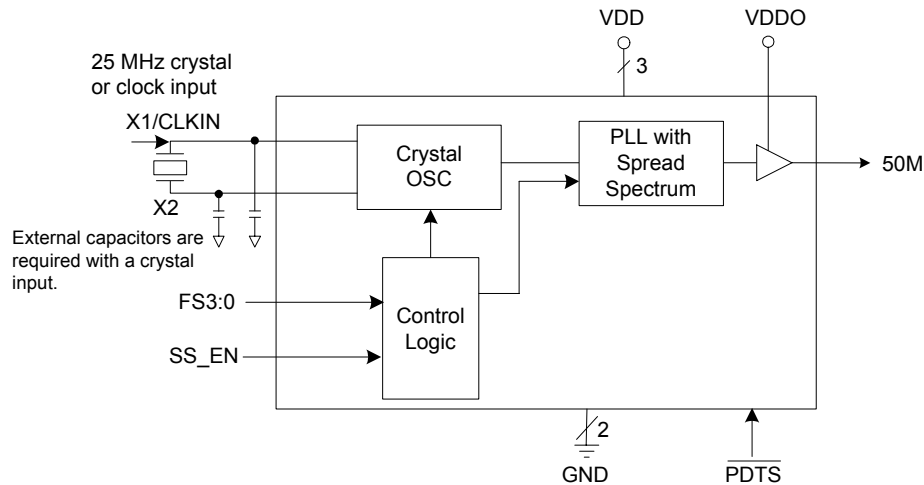 VDD
VDDO
3
25 MHz crystal
or clock input
X1/CLKIN
X2
External capacitors are
required with a crystal
input.
Crystal
OSC
PLL with
Spread
Spectrum
50M
FS3:0
SS_EN
Control
Logic
2
GND
PDTS